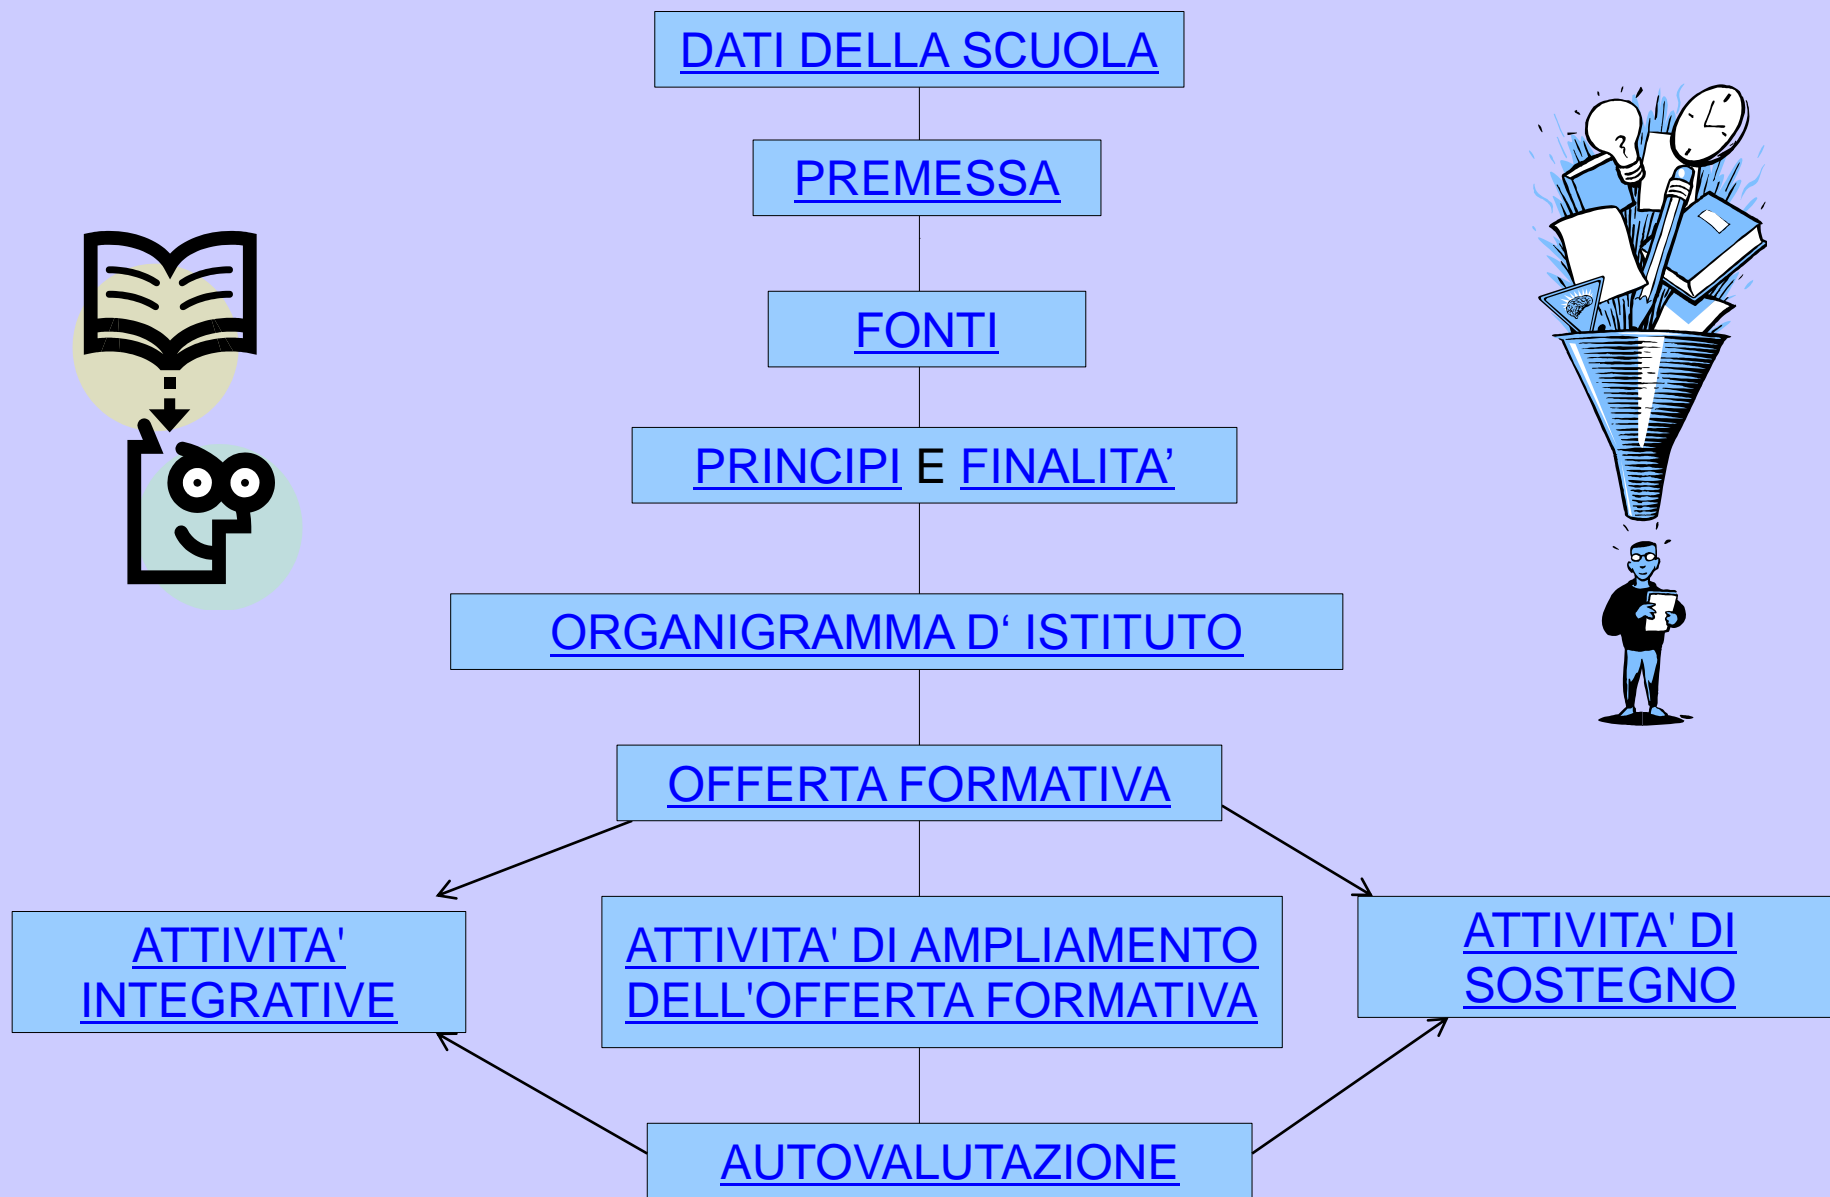 DATI DELLA SCUOLA
PREMESSA
FONTI
PRINCIPI E FINALITA’
ORGANIGRAMMA D‘ ISTITUTO
OFFERTA FORMATIVA
ATTIVITA'
INTEGRATIVE
ATTIVITA' DI AMPLIAMENTO
DELL'OFFERTA FORMATIVA
ATTIVITA' DI
SOSTEGNO
AUTOVALUTAZIONE